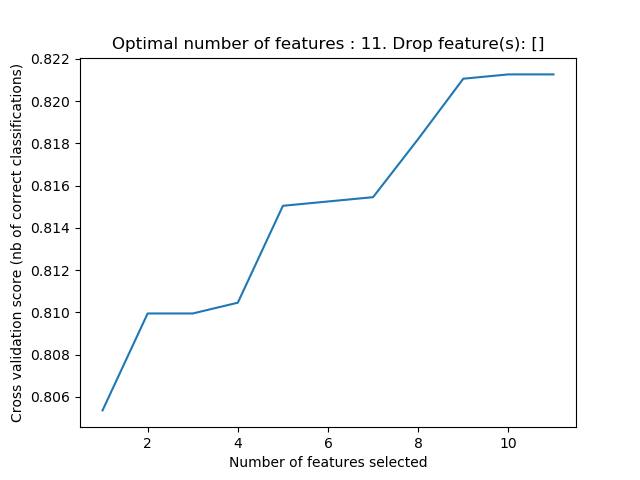 Optimal number of features : 11. Drop feature(s): []
Cross validation score (nb of correct classifications)
0.822
0.820
0.818
0.816
0.814
0.812
0.810
0.808
0.806
2 4 6 8 10
Number of features selected